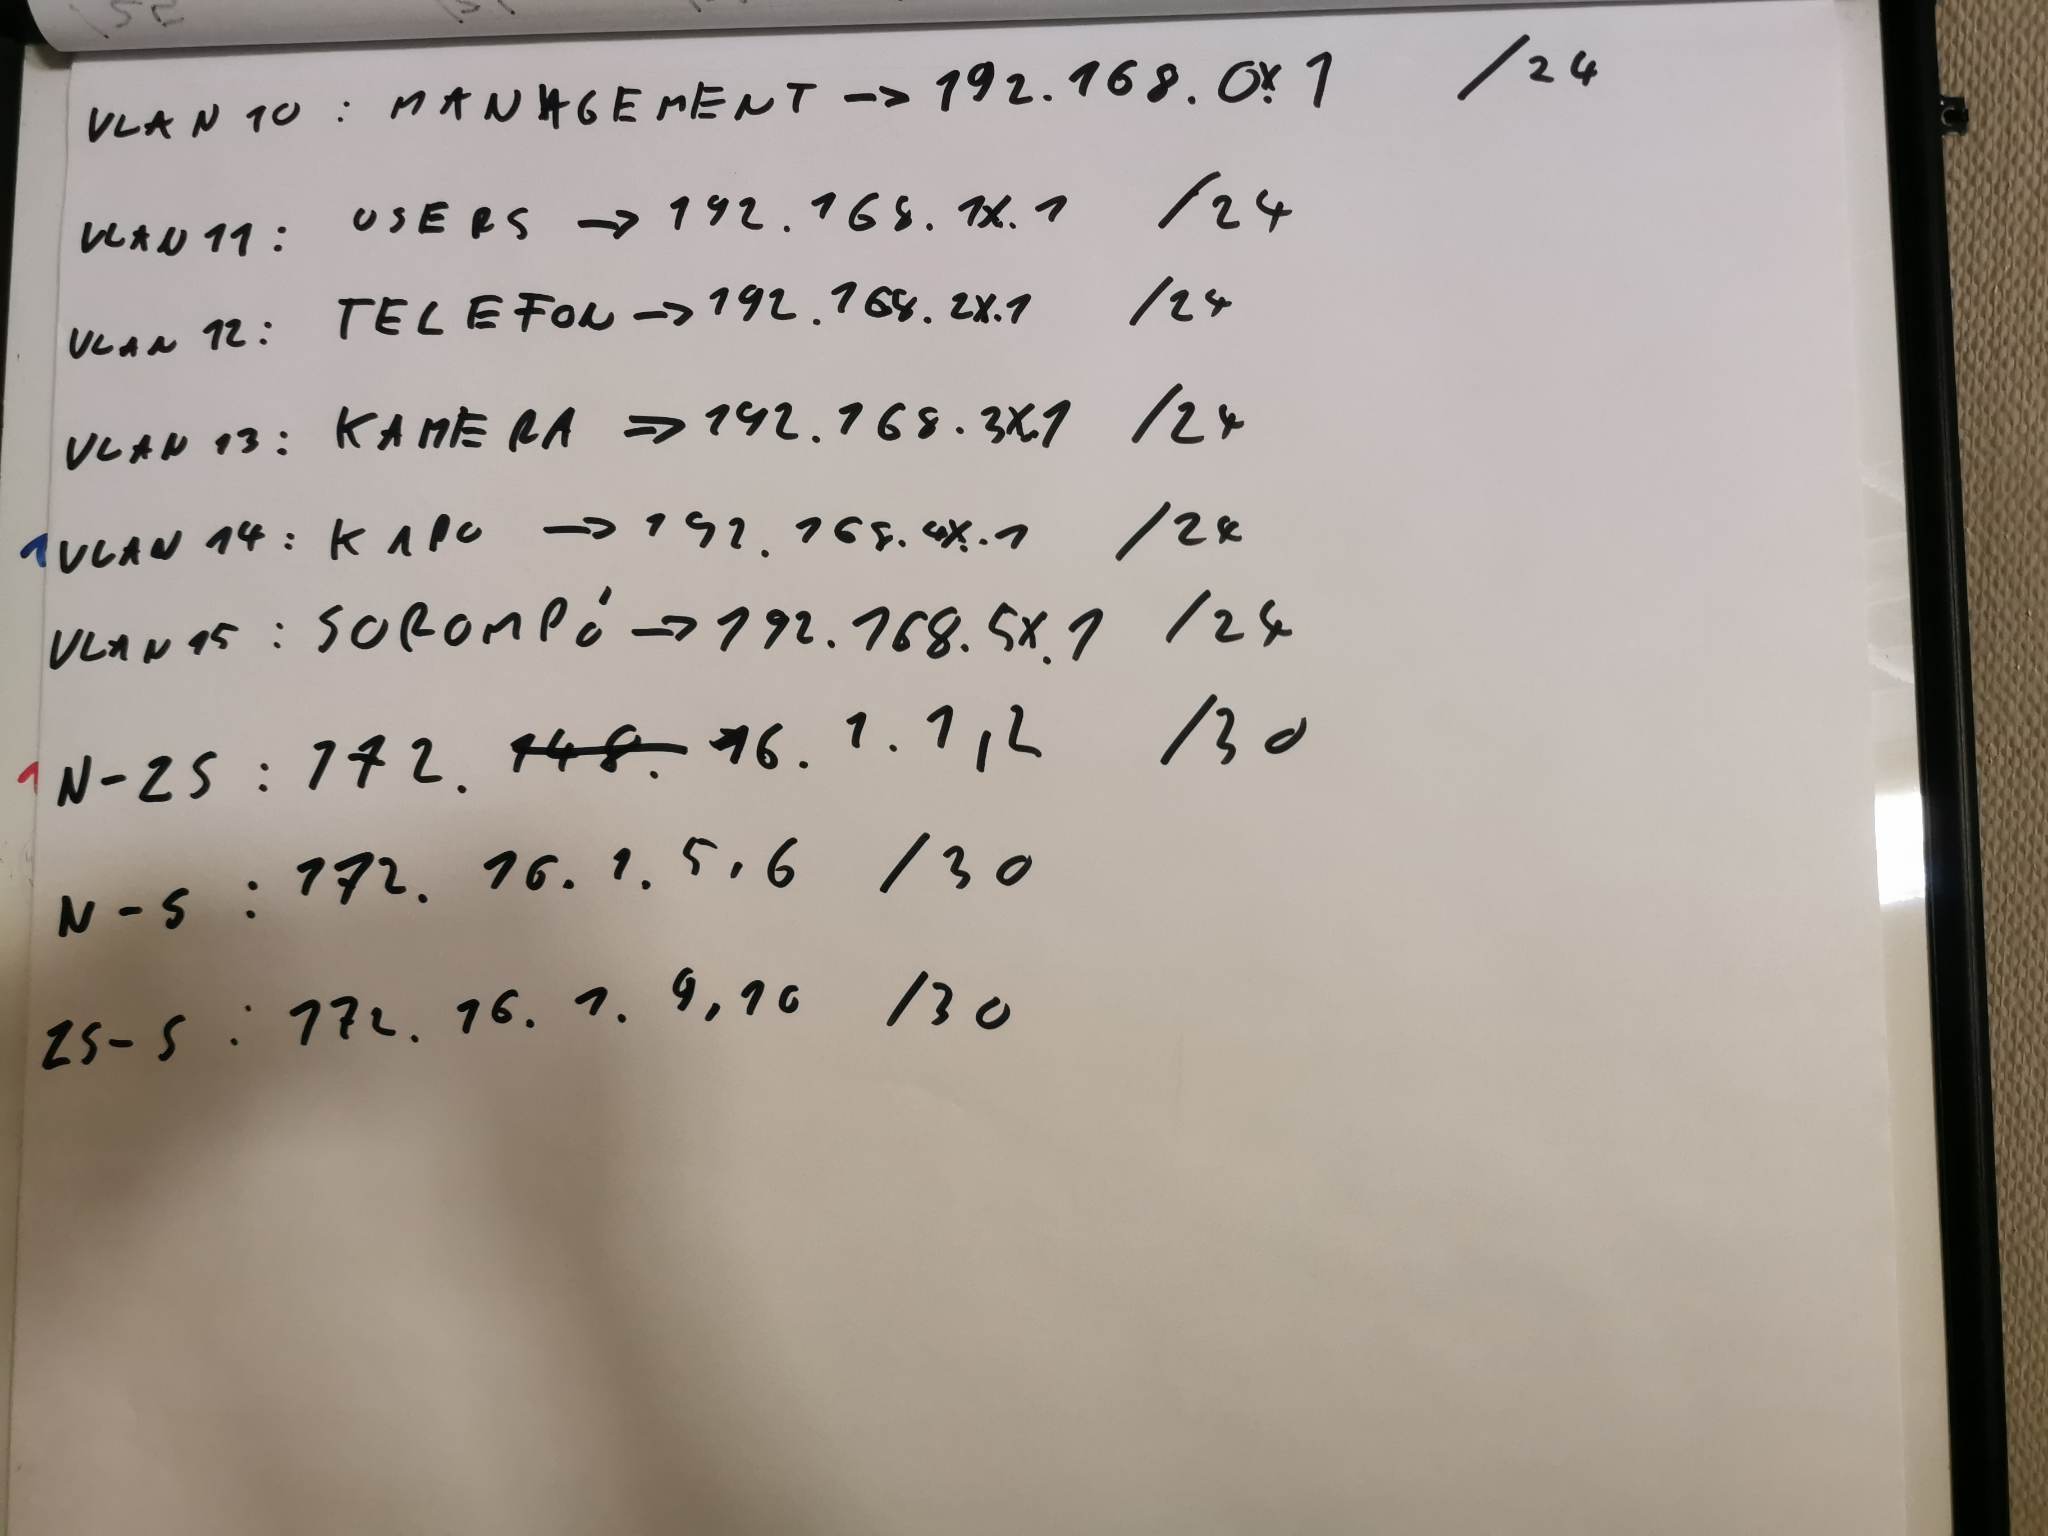 VLAN 10 : MANAGEMENT -> 192.168.0x.1 /24
VLAN 11: USERS -> 192.168.1x.1 /24
VLAN 12: TELEFON -> 192.168.2x.1 /24
VLAN 13: KAMERA => 192.168.3x.1 /24
VLAN 14: KAPU -> 192.168.4x.1 /24
VLAN 15 : SOROMPÓ -> 192.168.5x.1 /24
N-ZS : 172. 16. 1. 1,2 /30
N-S : 172. 16. 1. 5,6 /30
ZS-S : 172. 16. 1. 9,10 /30